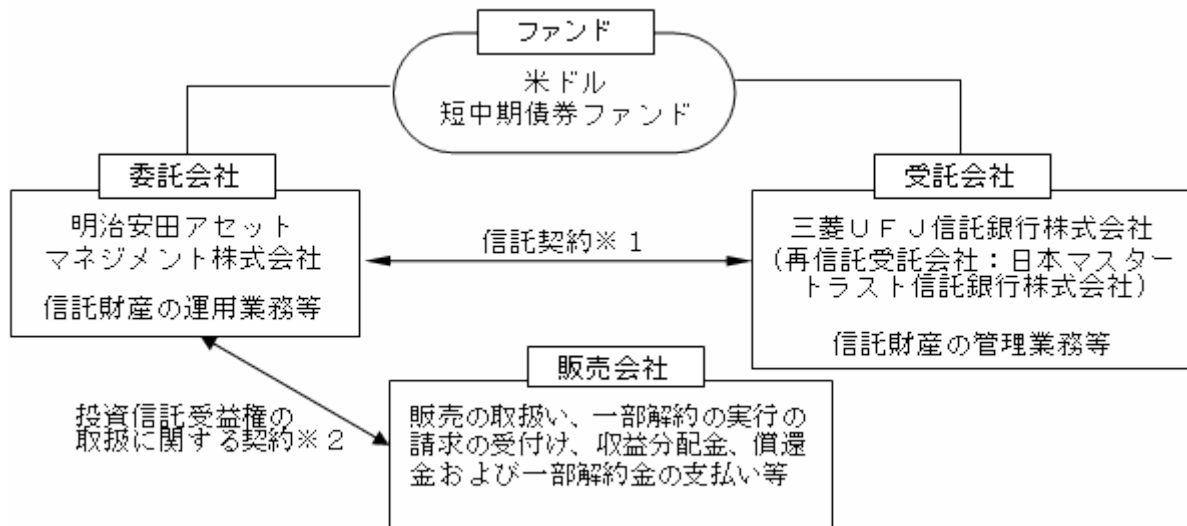 ファンド
米ドル
短中期債券ファンド
委託会社
明治安田アセット
マネジメント株式会社
信託財産の運用業務等
信託契約※1
受託会社
三菱UFJ信託銀行株式会社
(再信託受託会社:日本マスター
トラスト信託銀行株式会社)
信託財産の管理業務等
投資信託受益権の
取扱に関する契約※2
販売会社
販売の取扱い、一部解約の実行の
請求の受付け、収益分配金、償還
金および一部解約金の支払い等